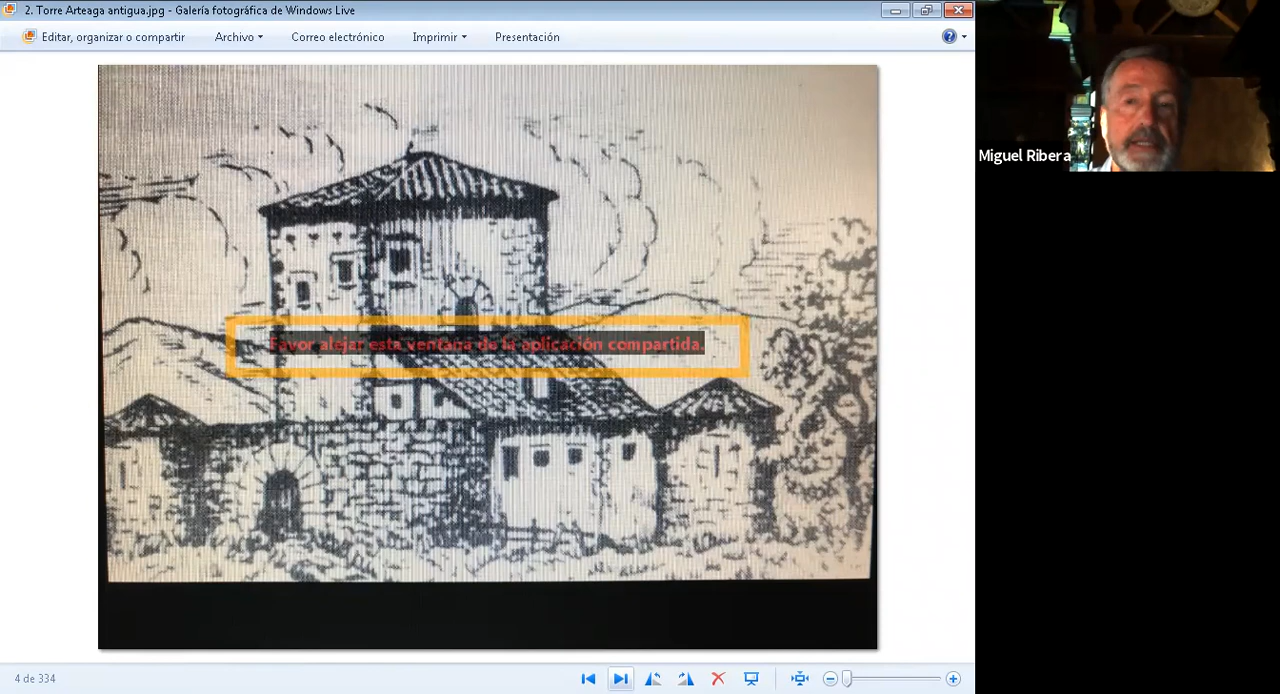 2. Torre Arteaga antigua.jpg - Galería fotográfica de Windows Live
Editar, organizar o compartir Archivo Correo electrónico Imprimir Presentación
Miguel Ribera
Favor alejar esta ventana de la aplicación compartida.
4 de 334